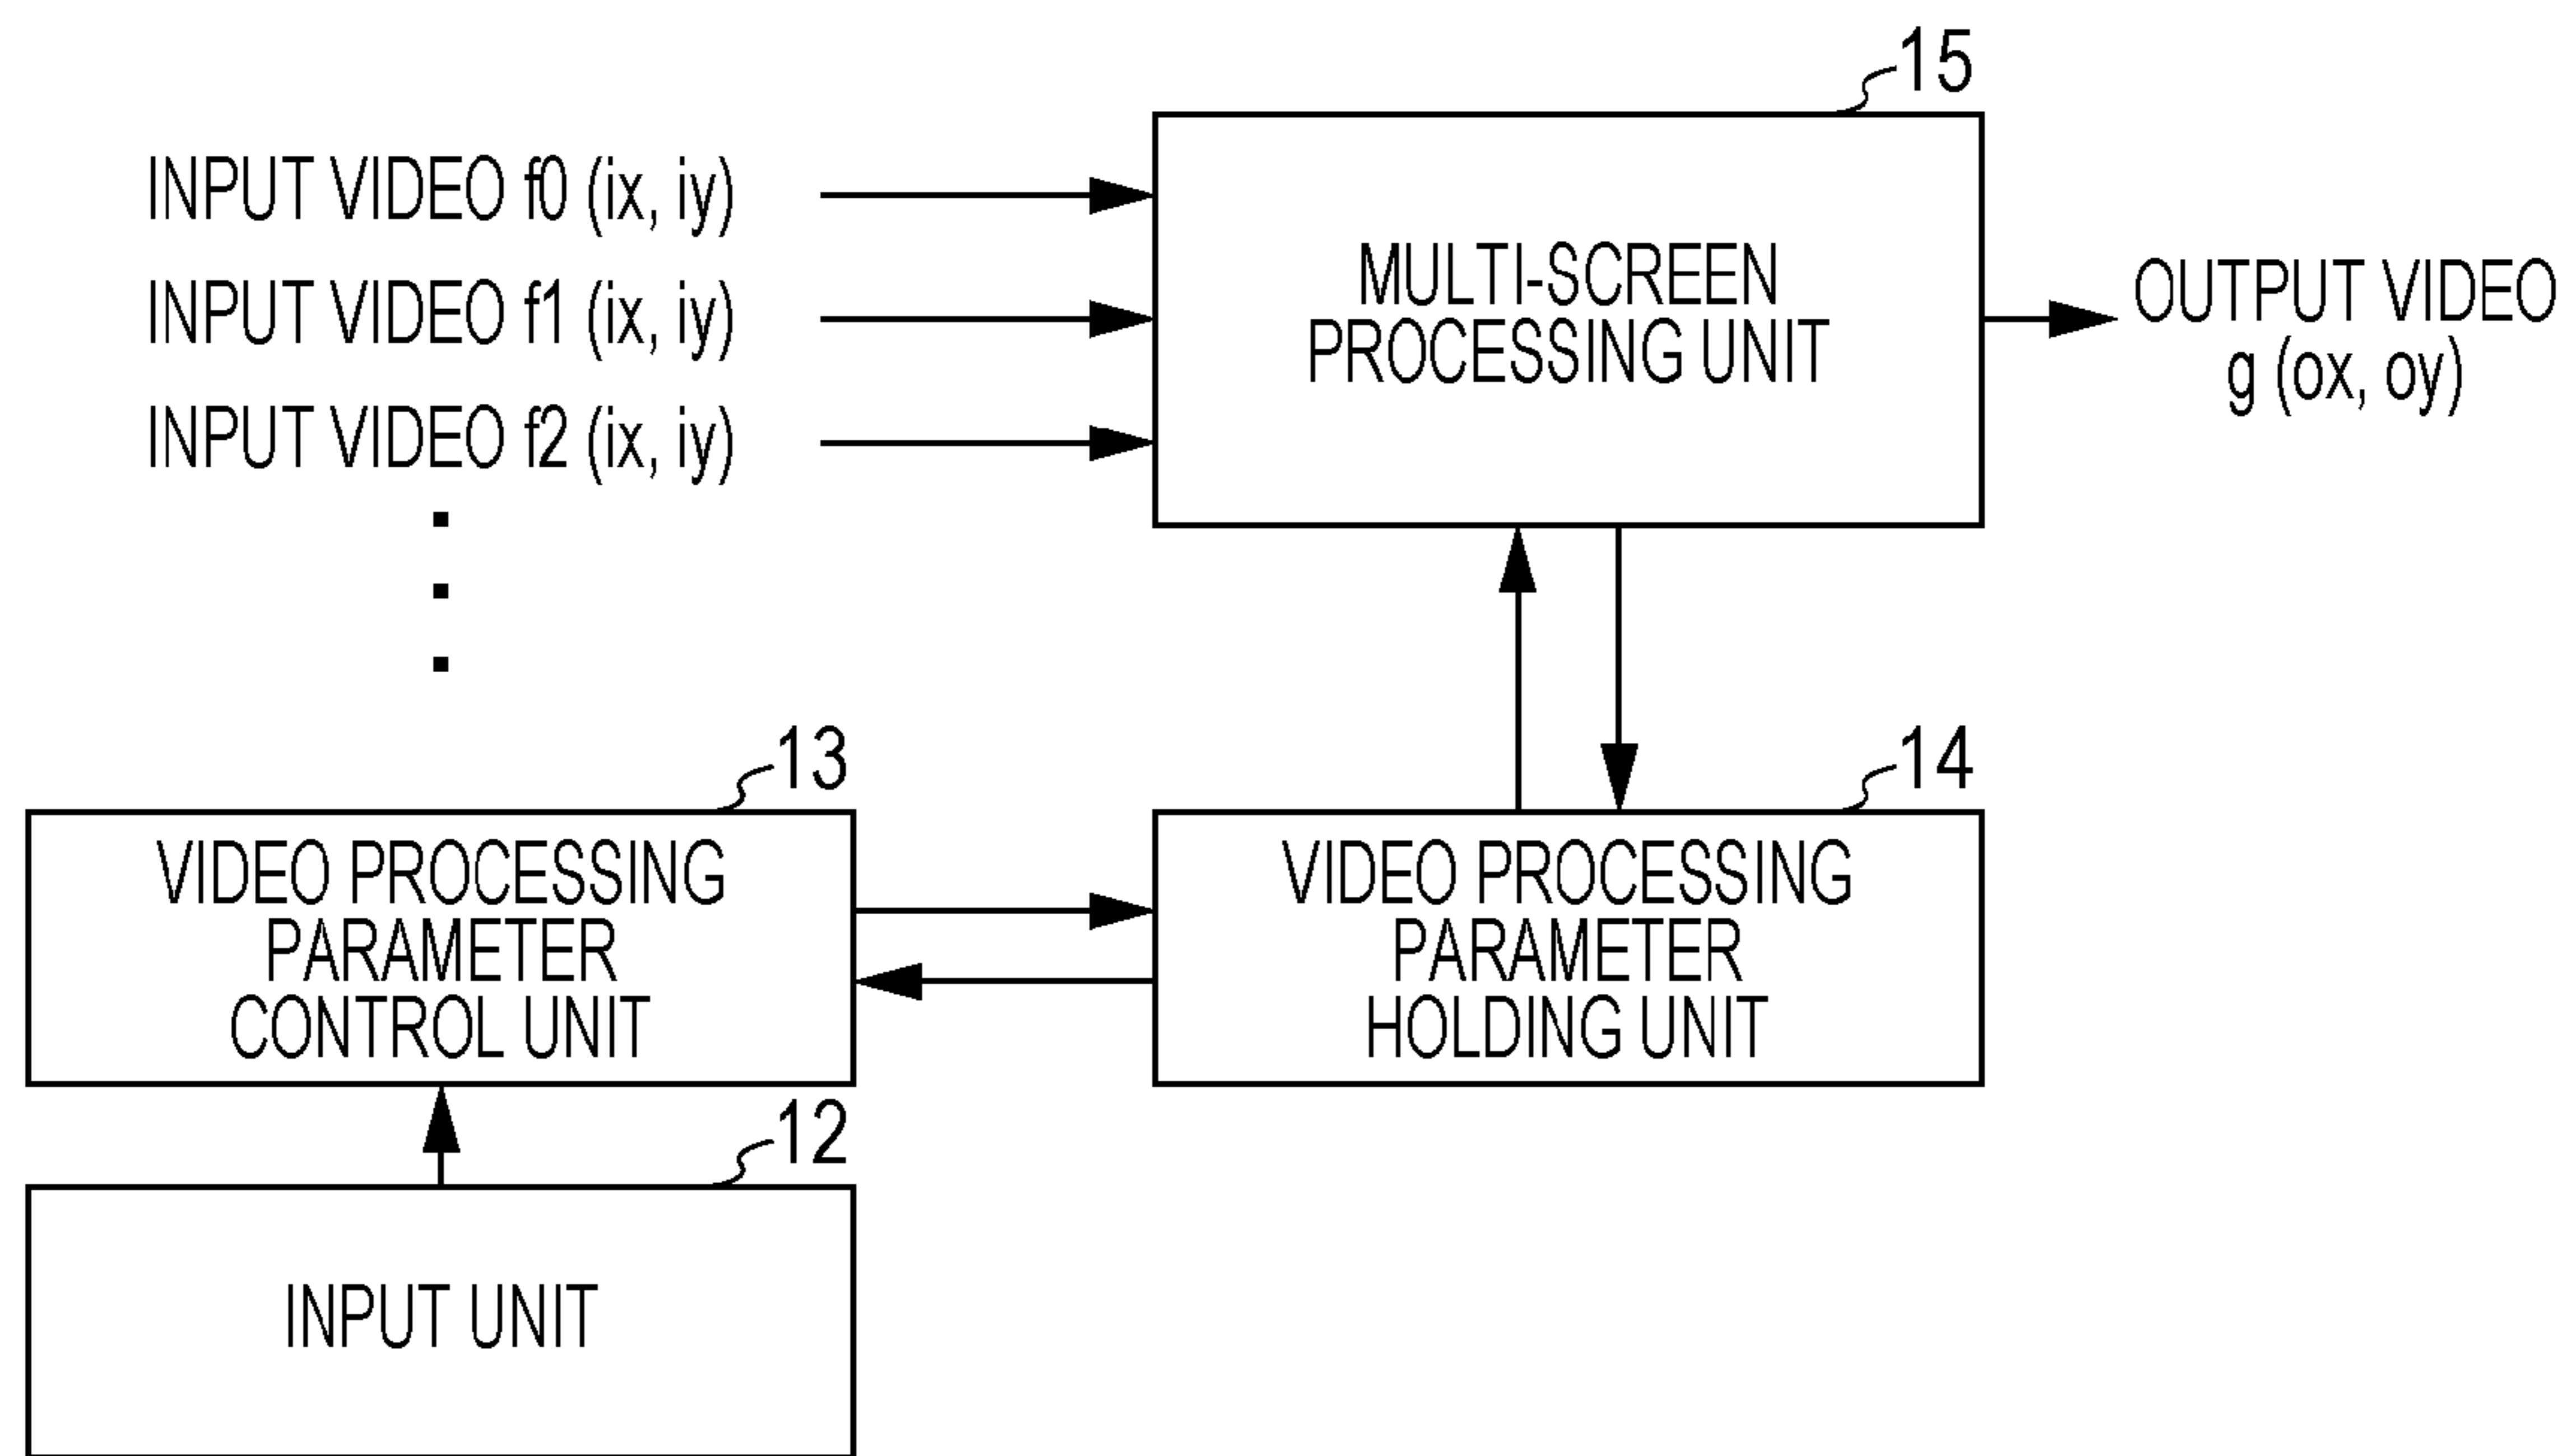 15
INPUT VIDEO f0 (ix, iy)
INPUT VIDEO f1 (ix, iy)
INPUT VIDEO f2 (ix, iy)
MULTI-SCREEN
PROCESSING UNIT
OUTPUT VIDEO
g (ox, oy)
13
VIDEO PROCESSING
PARAMETER
CONTROL UNIT
14
VIDEO PROCESSING
PARAMETER
HOLDING UNIT
12
INPUT UNIT